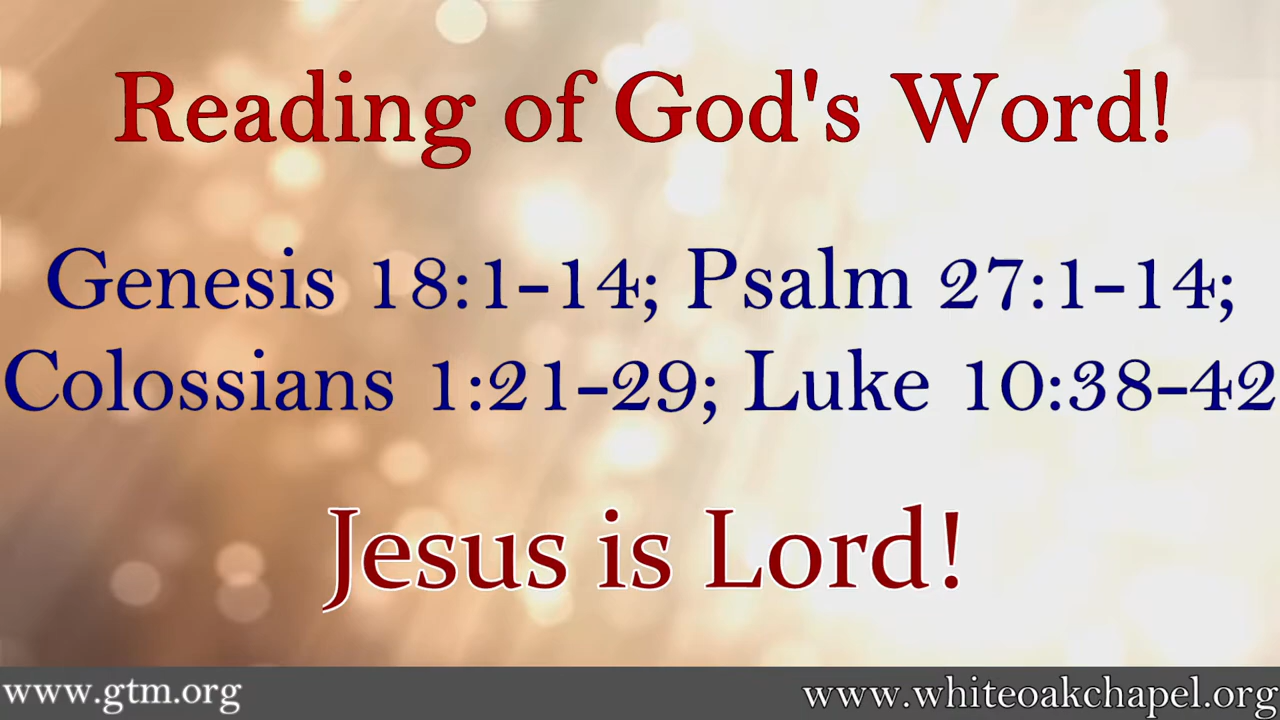 Reading of God's Word!
Genesis 18:1-14; Psalm 27:1-14;
Colossians 1:21-29; Luke 10:38-42
Jesus is Lord!
www.gtm.org
www.whiteoakchapel.org